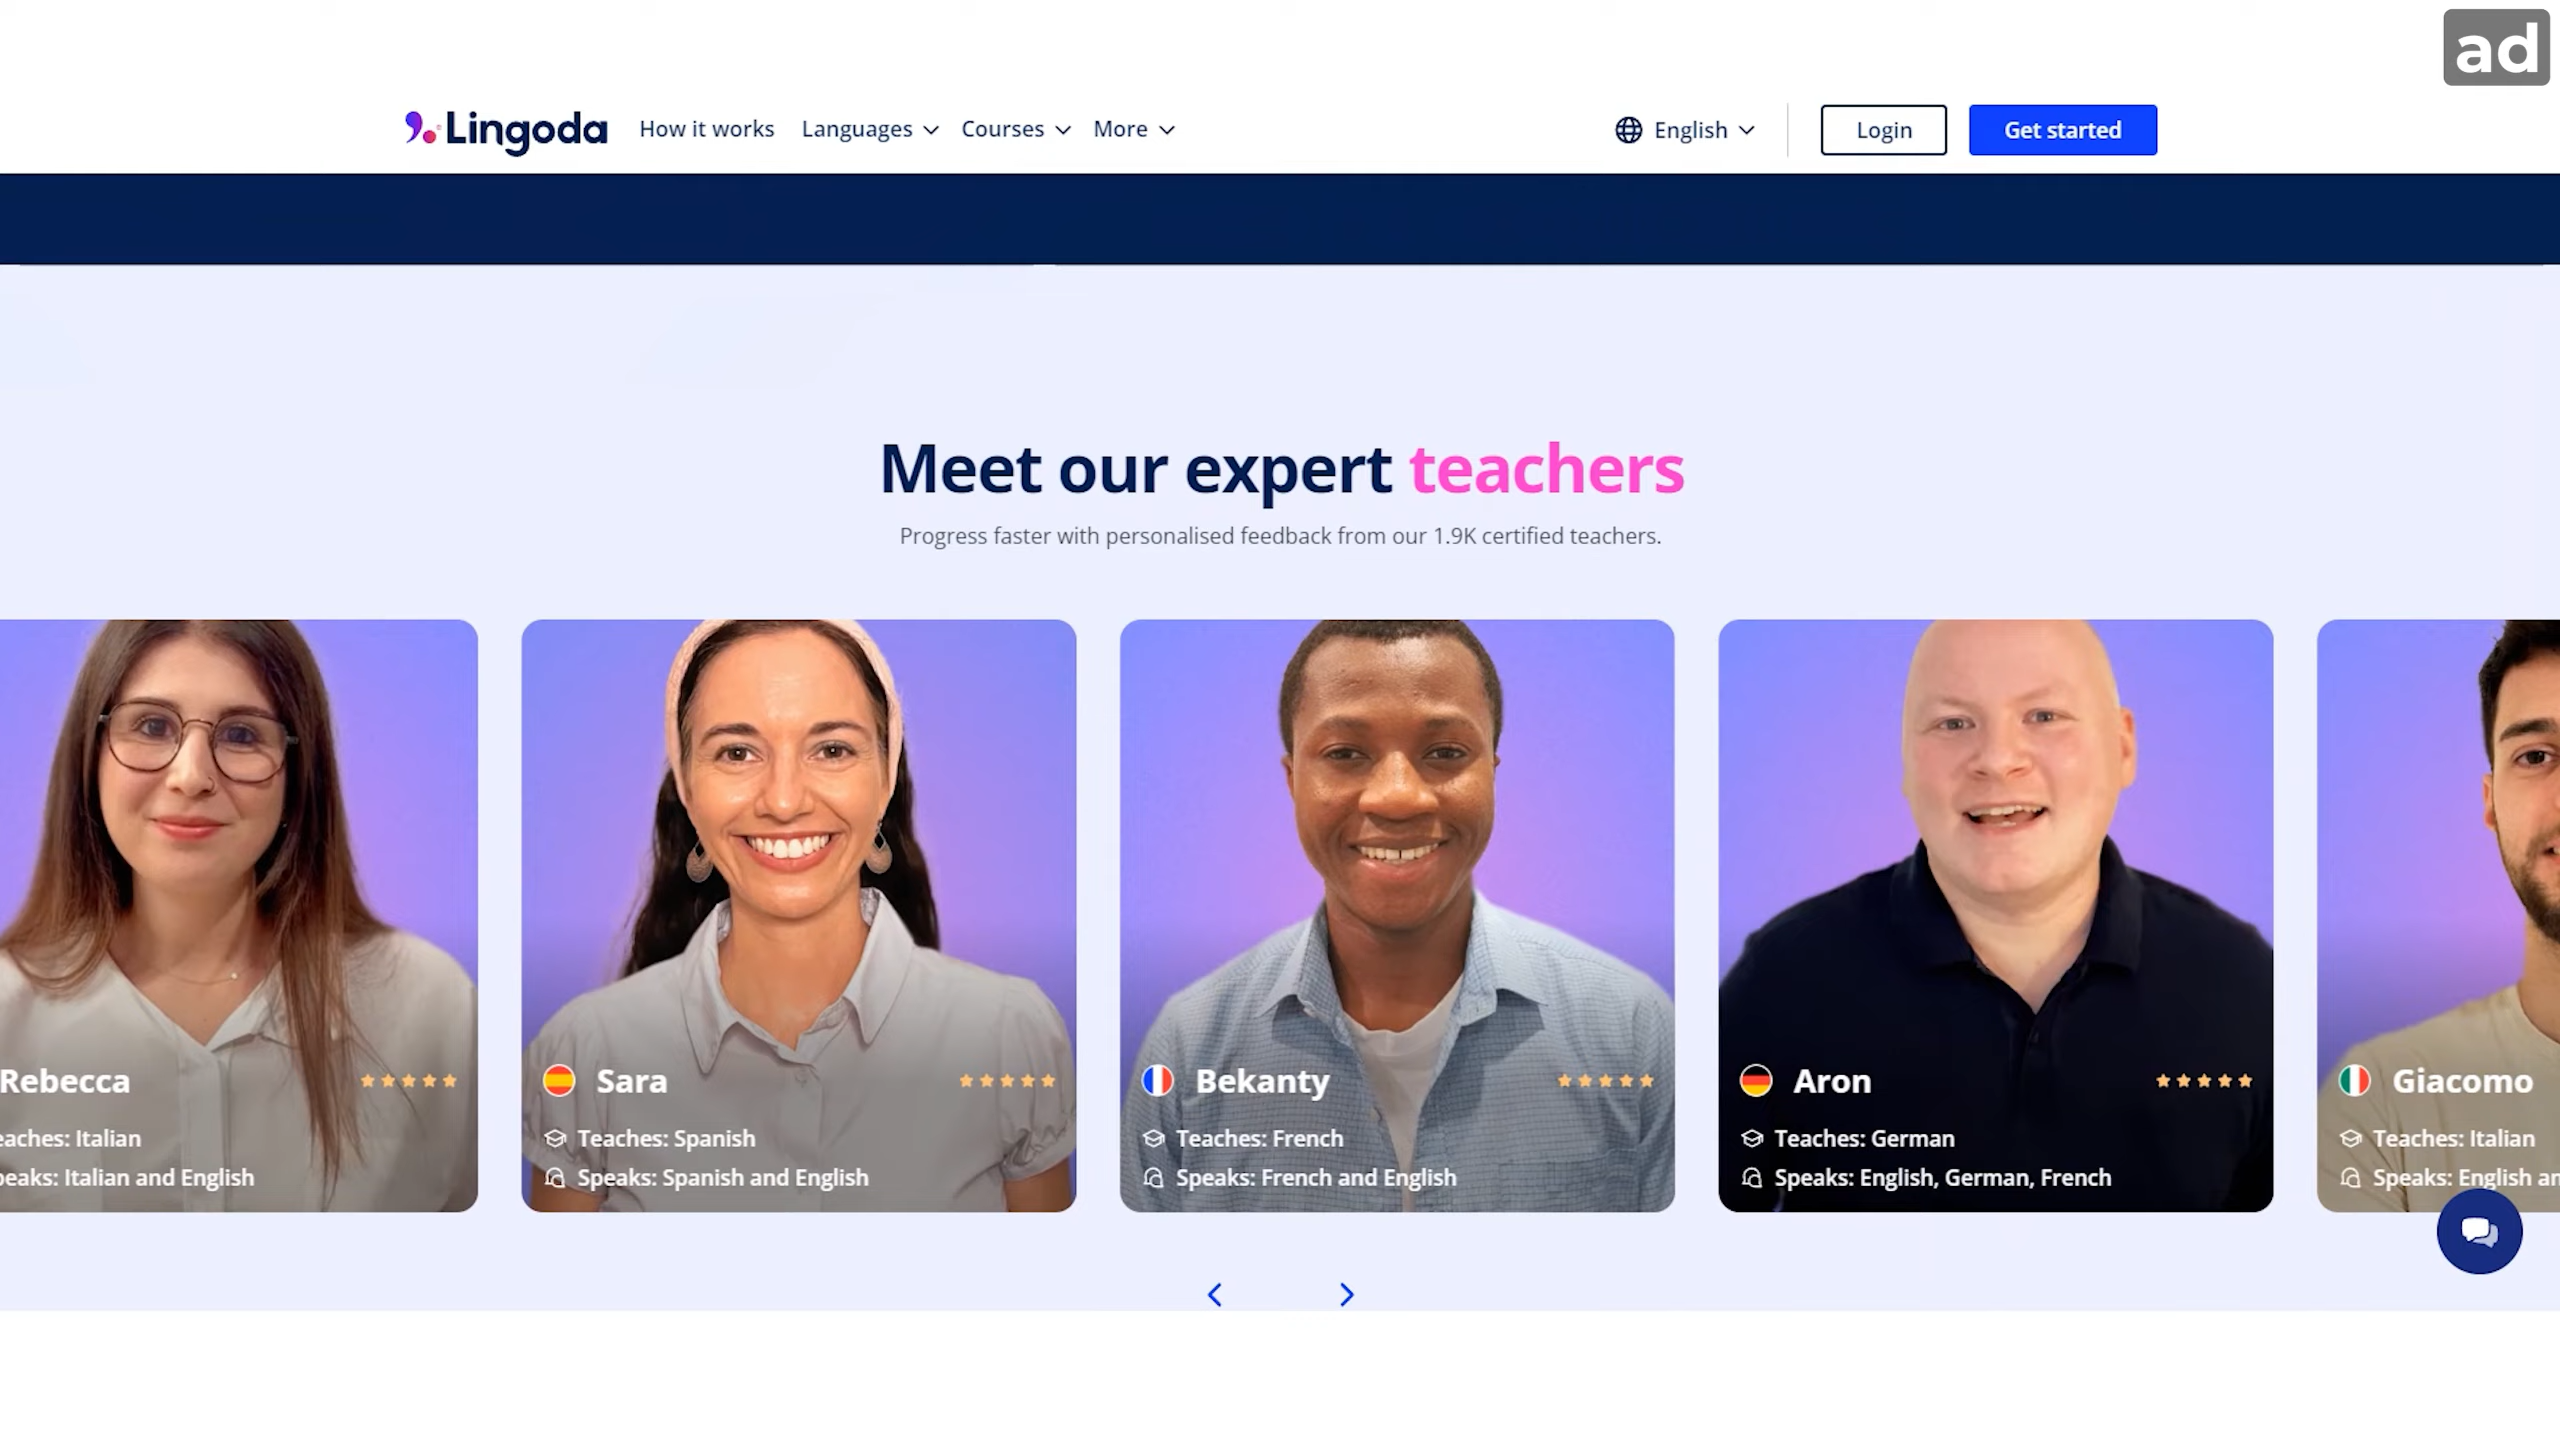 ad
Lingoda How it works Languages Courses More English Login Get started
Meet our expert teachers
Progress faster with personalised feedback from our 1.9K certified teachers.
Rebecca
eaches: Italian
peaks: Italian and English
Sara
Teaches: Spanish
Speaks: Spanish and English
Bekanty
Teaches: French
Speaks: French and English
Aron
Teaches: German
Speaks: English, German, French
Giacomo
Teaches: Italian
Speaks: English an